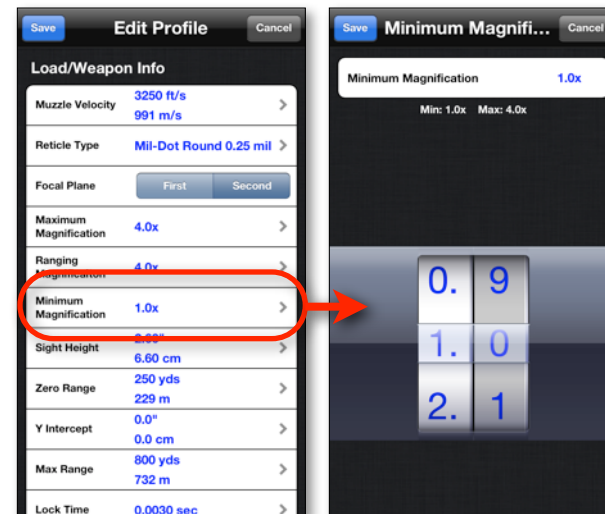 Save Edit Profile Cancel
Load/Weapon Info
Muzzle Velocity 3250 ft/s
991 m/s
Reticle Type Mil-Dot Round 0.25 mil
Focal Plane First Second
Maximum
Magnification 4.0x
Ranging
Magnification 4.0x
Minimum
Magnification 1.0x
Sight Height
6.60 cm
Zero Range 250 yds
229 m
Y Intercept 0.0"
0.0 cm
Max Range 800 yds
732 m
Lock Time 0.0030 sec
Save Minimum Magnifi... Cancel
Minimum Magnification 1.0x
Min: 1.0x Max: 4.0x
0. 9
1. 0
2. 1